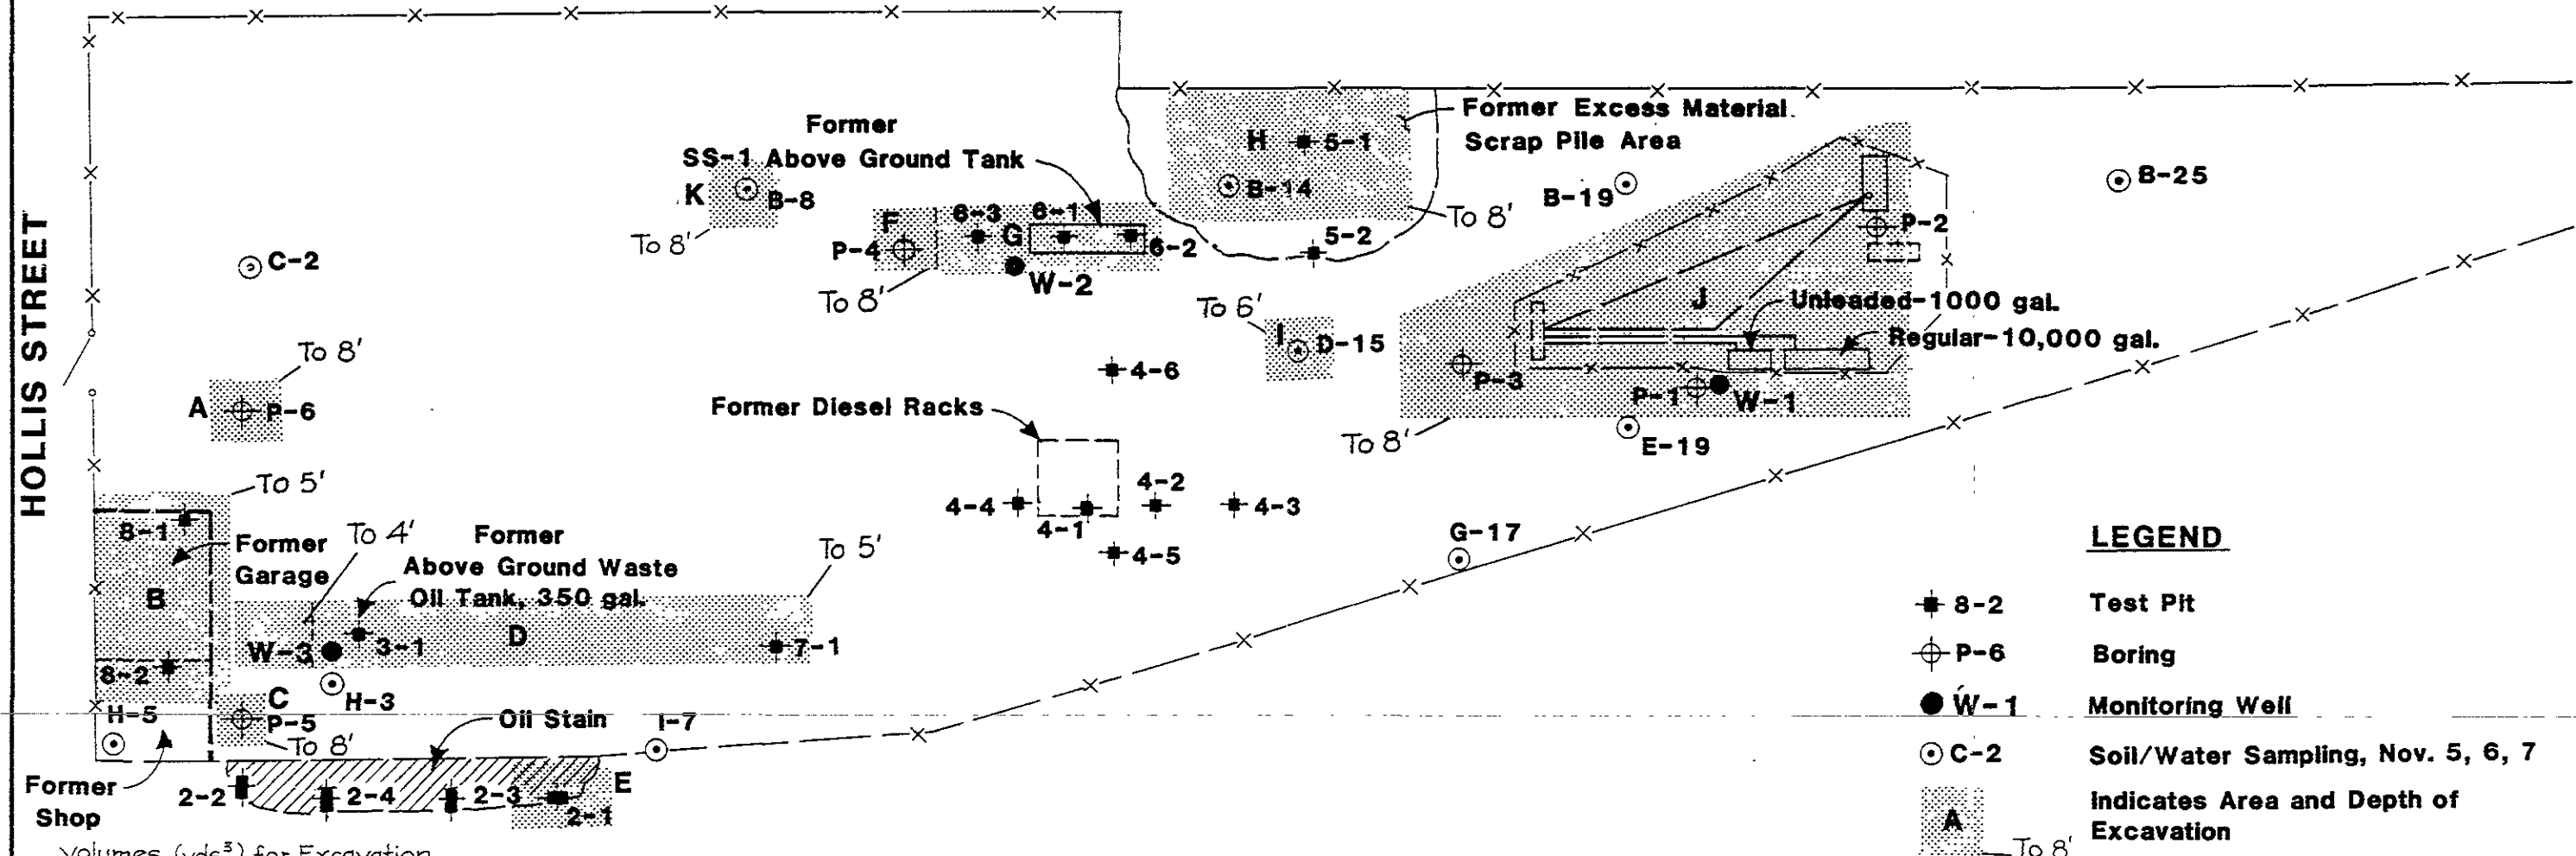 Former
SS-1 Above Ground Tank
Former Excess Material
Scrap Pile Area
H
5-1
K
B-8
B-14
B-19
B-25
To 8'
To 8'
F
6-3
G
6-1
6-2
P-4
W-2
To 8'
5-2
P-2
C-2
HOLLIS STREET
To 6'
I
D-15
J
Unleaded-1000 gal.
Regular-10,000 gal.
To 8'
A
P-6
4-6
P-3
P-1
W-1
Former Diesel Racks
To 8'
E-19
To 5'
4-2
4-4
4-1
4-3
4-5
G-17
8-1
Former
Garage
To 4'
Former
Above Ground Waste
Oil Tank, 350 gal.
To 5'
B
D
W-3
3-1
7-1
8-2
H-3
C
P-5
H-5
To 8'
Oil Stain
I-7
Former
Shop
2-2
2-4
2-3
2-1
E
LEGEND
8-2 Test Pit
P-6 Boring
W-1 Monitoring Well
C-2 Soil/Water Sampling, Nov. 5, 6, 7
A
To 8'
Indicates Area and Depth of
Excavation
Volumes (yds³) for Excavation